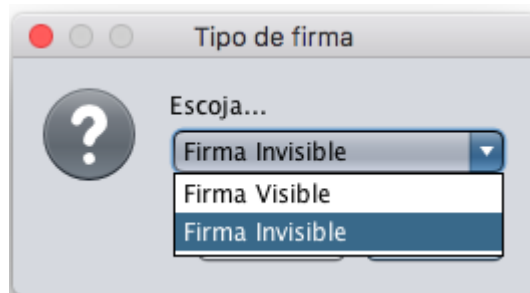 Tipo de firma
Escoja...
Firma Invisible
Firma Visible
Firma Invisible